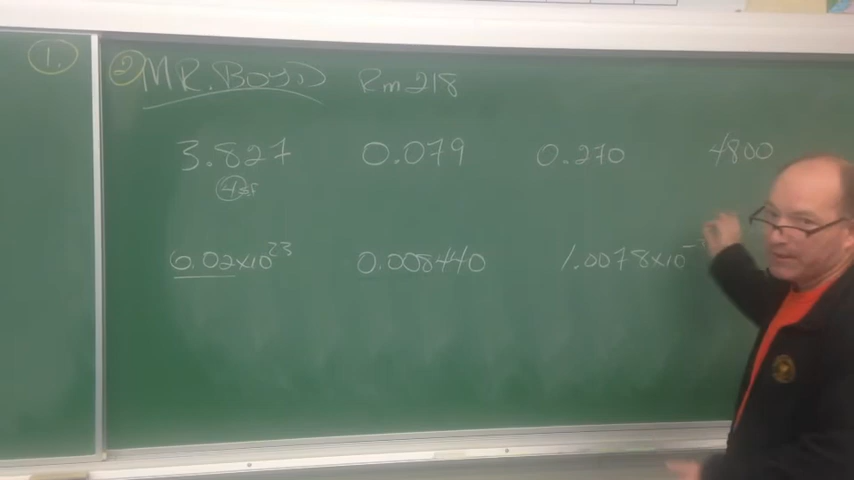 1.
2 MR. BOYD Rm 218
3.827 0.079 0.270 4800
4 sf
6.02x10²³ 0.008440 1.0078x10⁻